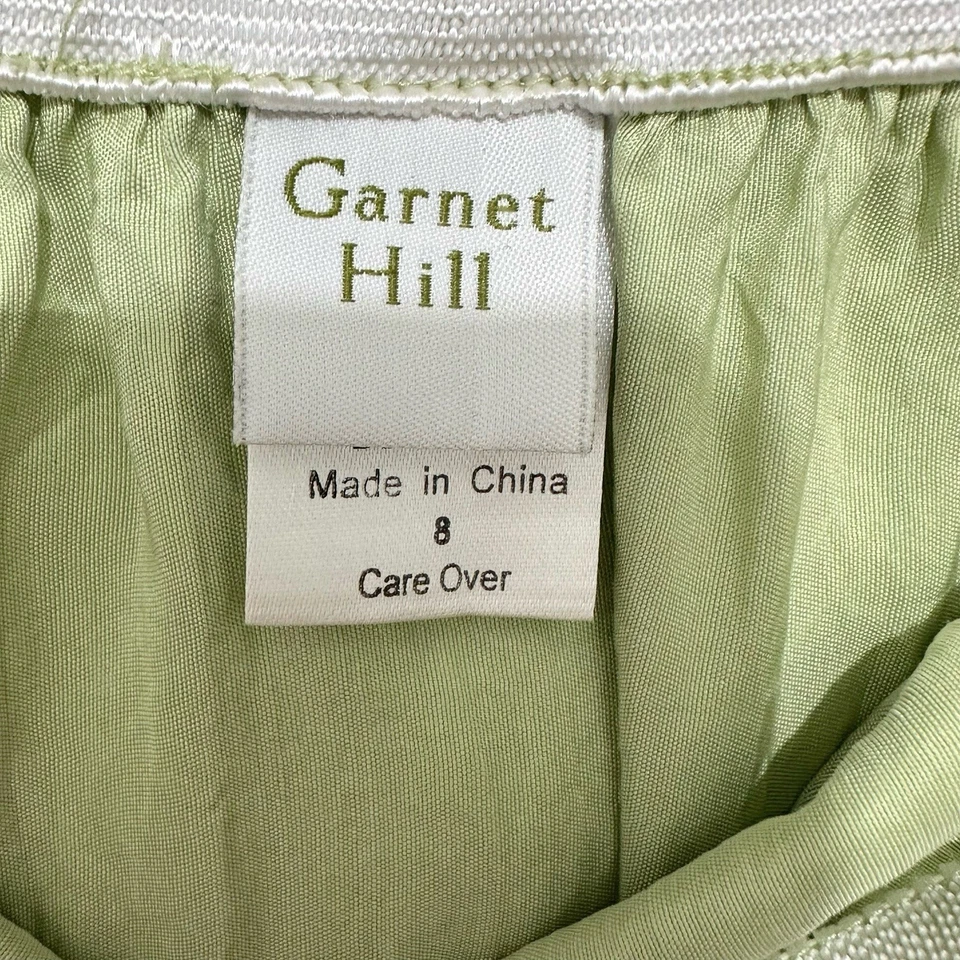 Garnet
Hill
Made in China
8
Care Over